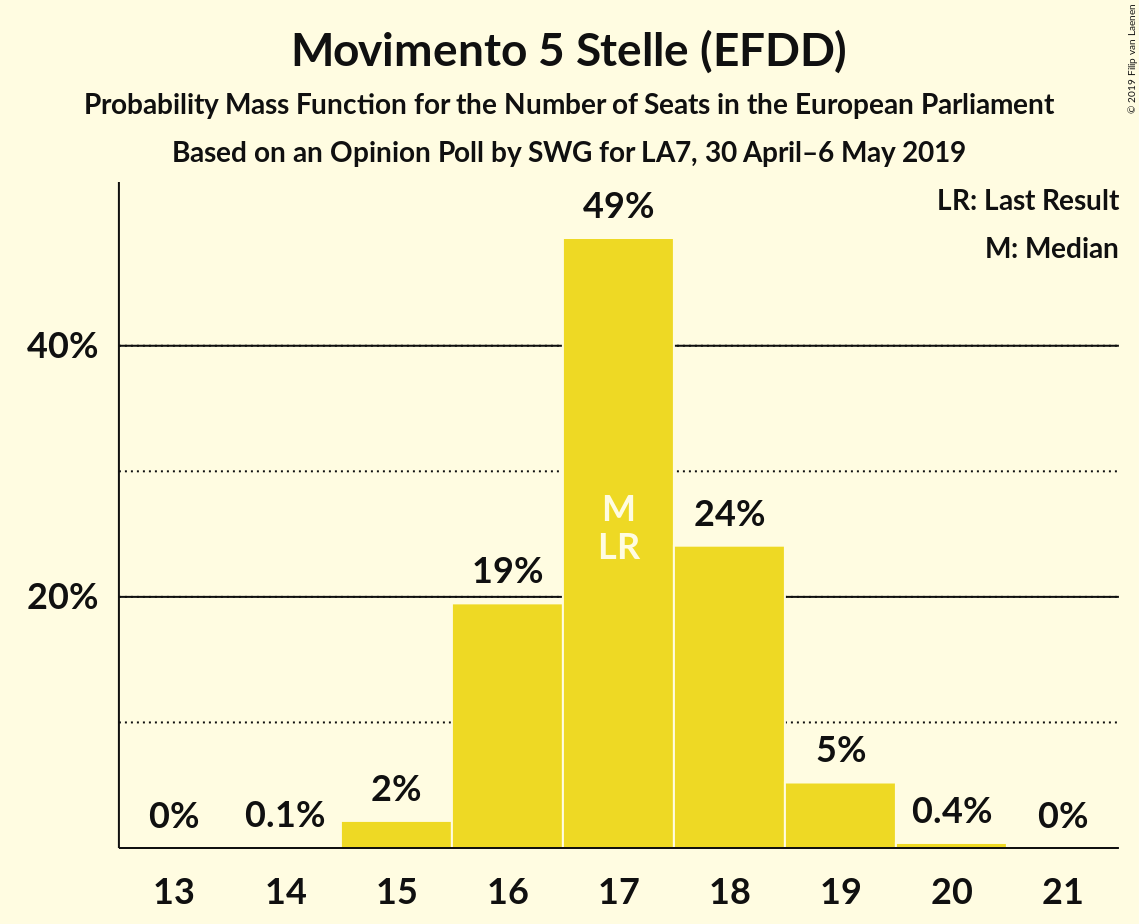 Movimento 5 Stelle (EFDD)
Probability Mass Function for the Number of Seats in the European Parliament
Based on an Opinion Poll by SWG for LA7, 30 April–6 May 2019
© 2019 Filip van Laenen
LR: Last Result
M: Median
49%
40%
24%
M
LR
19%
20%
5%
2%
0%
0.1%
0.4%
0%
13 14 15 16 17 18 19 20 21